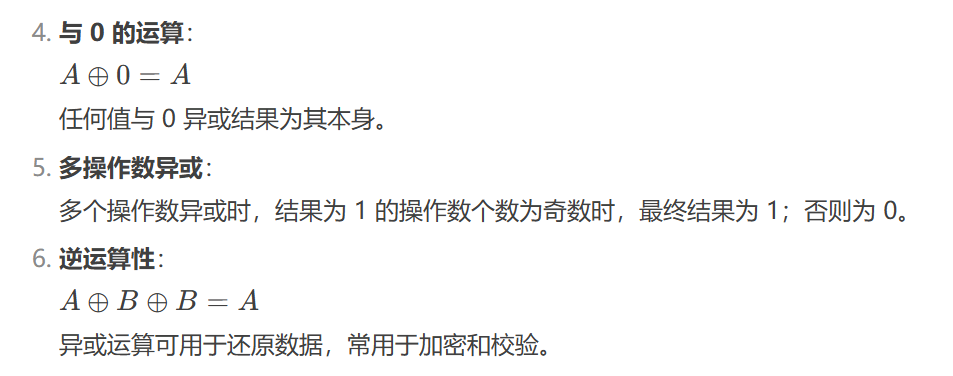 4. 与 0 的运算：
A ⊕ 0 = A
任何值与 0 异或结果为其本身。
5. 多操作数异或：
多个操作数异或时，结果为 1 的操作数个数为奇数时，最终结果为 1；否则为 0。
6. 逆运算性：
A ⊕ B ⊕ B = A
异或运算可用于还原数据，常用于加密和校验。